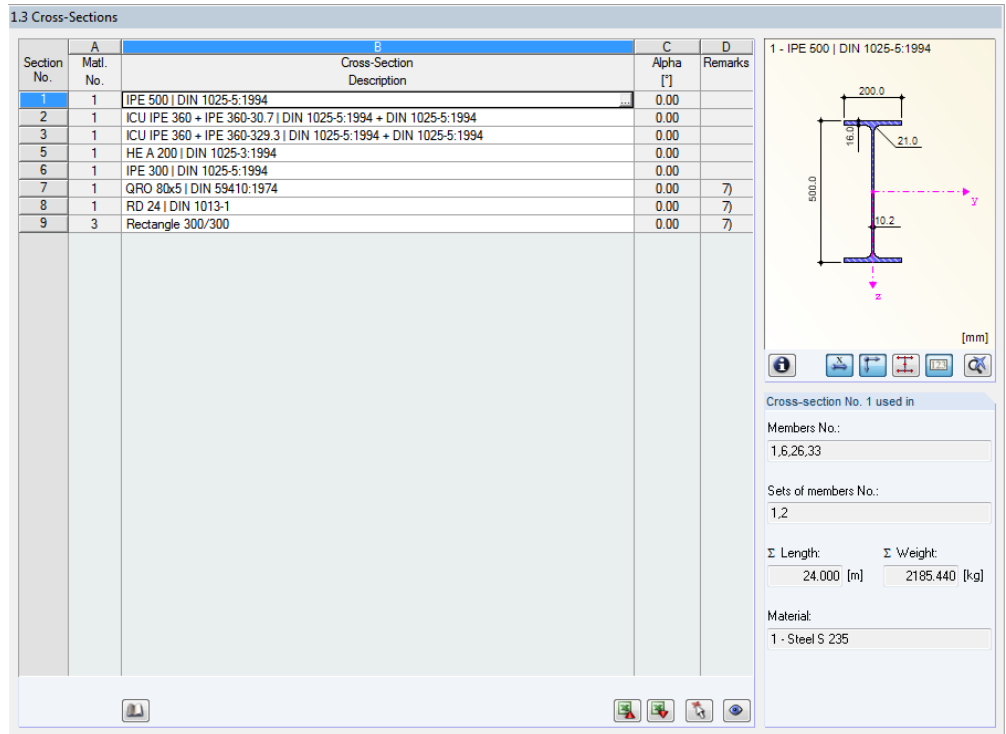 1.3 Cross-Sections
A B C D
Section Matl. Cross-Section Alpha Remarks
No. No. Description [°]
1 1 IPE 500 | DIN 1025-5:1994 ... 0.00
2 1 ICU IPE 360 + IPE 360-30.7 | DIN 1025-5:1994 + DIN 1025-5:1994 0.00
3 1 ICU IPE 360 + IPE 360-329.3 | DIN 1025-5:1994 + DIN 1025-5:1994 0.00
5 1 HE A 200 | DIN 1025-3:1994 0.00
6 1 IPE 300 | DIN 1025-5:1994 0.00
7 1 QRO 80x5 | DIN 59410:1974 0.00 7)
8 1 RD 24 | DIN 1013-1 0.00 7)
9 3 Rectangle 300/300 0.00 7)
1 - IPE 500 | DIN 1025-5:1994
200.0
16.0
21.0
500.0
y
10.2
z
[mm]
X
123
Cross-section No. 1 used in
Members No.:
1,6,26,33
Sets of members No.:
1,2
Σ Length: Σ Weight:
24.000 [m] 2185.440 [kg]
Material:
1 - Steel S 235